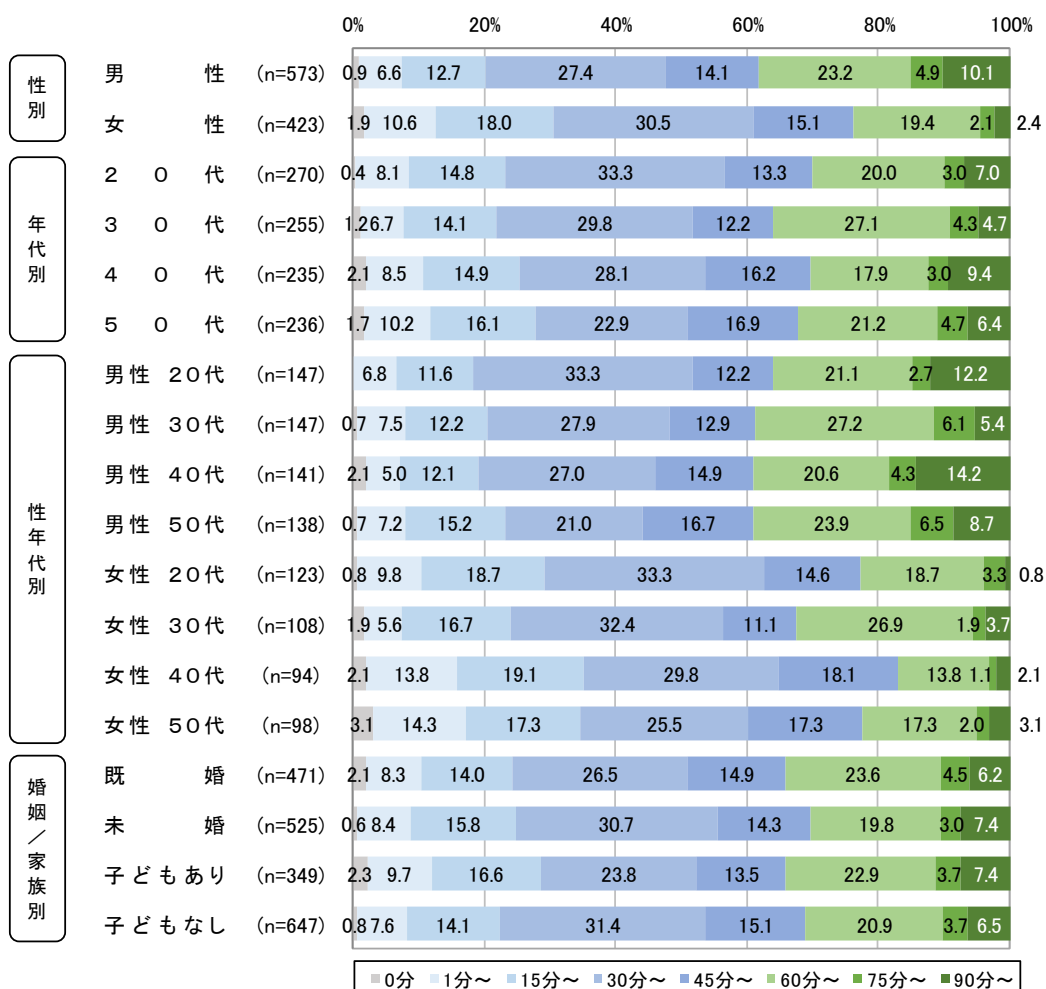 0% 20% 40% 60% 80% 100%
性別
男性 (n=573) 0.9 6.6 12.7 27.4 14.1 23.2 4.9 10.1
女性 (n=423) 1.9 10.6 18.0 30.5 15.1 19.4 2.1 2.4
年代別
２０代 (n=270) 0.4 8.1 14.8 33.3 13.3 20.0 3.0 7.0
３０代 (n=255) 1.2 6.7 14.1 29.8 12.2 27.1 4.3 4.7
４０代 (n=235) 2.1 8.5 14.9 28.1 16.2 17.9 3.0 9.4
５０代 (n=236) 1.7 10.2 16.1 22.9 16.9 21.2 4.7 6.4
性年代別
男性 20代 (n=147) 6.8 11.6 33.3 12.2 21.1 2.7 12.2
男性 30代 (n=147) 0.7 7.5 12.2 27.9 12.9 27.2 6.1 5.4
男性 40代 (n=141) 2.1 5.0 12.1 27.0 14.9 20.6 4.3 14.2
男性 50代 (n=138) 0.7 7.2 15.2 21.0 16.7 23.9 6.5 8.7
女性 20代 (n=123) 0.8 9.8 18.7 33.3 14.6 18.7 3.3 0.8
女性 30代 (n=108) 1.9 5.6 16.7 32.4 11.1 26.9 1.9 3.7
女性 40代 (n=94) 2.1 13.8 19.1 29.8 18.1 13.8 1.1 2.1
女性 50代 (n=98) 3.1 14.3 17.3 25.5 17.3 17.3 2.0 3.1
婚姻／家族別
既婚 (n=471) 2.1 8.3 14.0 26.5 14.9 23.6 4.5 6.2
未婚 (n=525) 0.6 8.4 15.8 30.7 14.3 19.8 3.0 7.4
子どもあり (n=349) 2.3 9.7 16.6 23.8 13.5 22.9 3.7 7.4
子どもなし (n=647) 0.8 7.6 14.1 31.4 15.1 20.9 3.7 6.5
0分 1分～ 15分～ 30分～ 45分～ 60分～ 75分～ 90分～